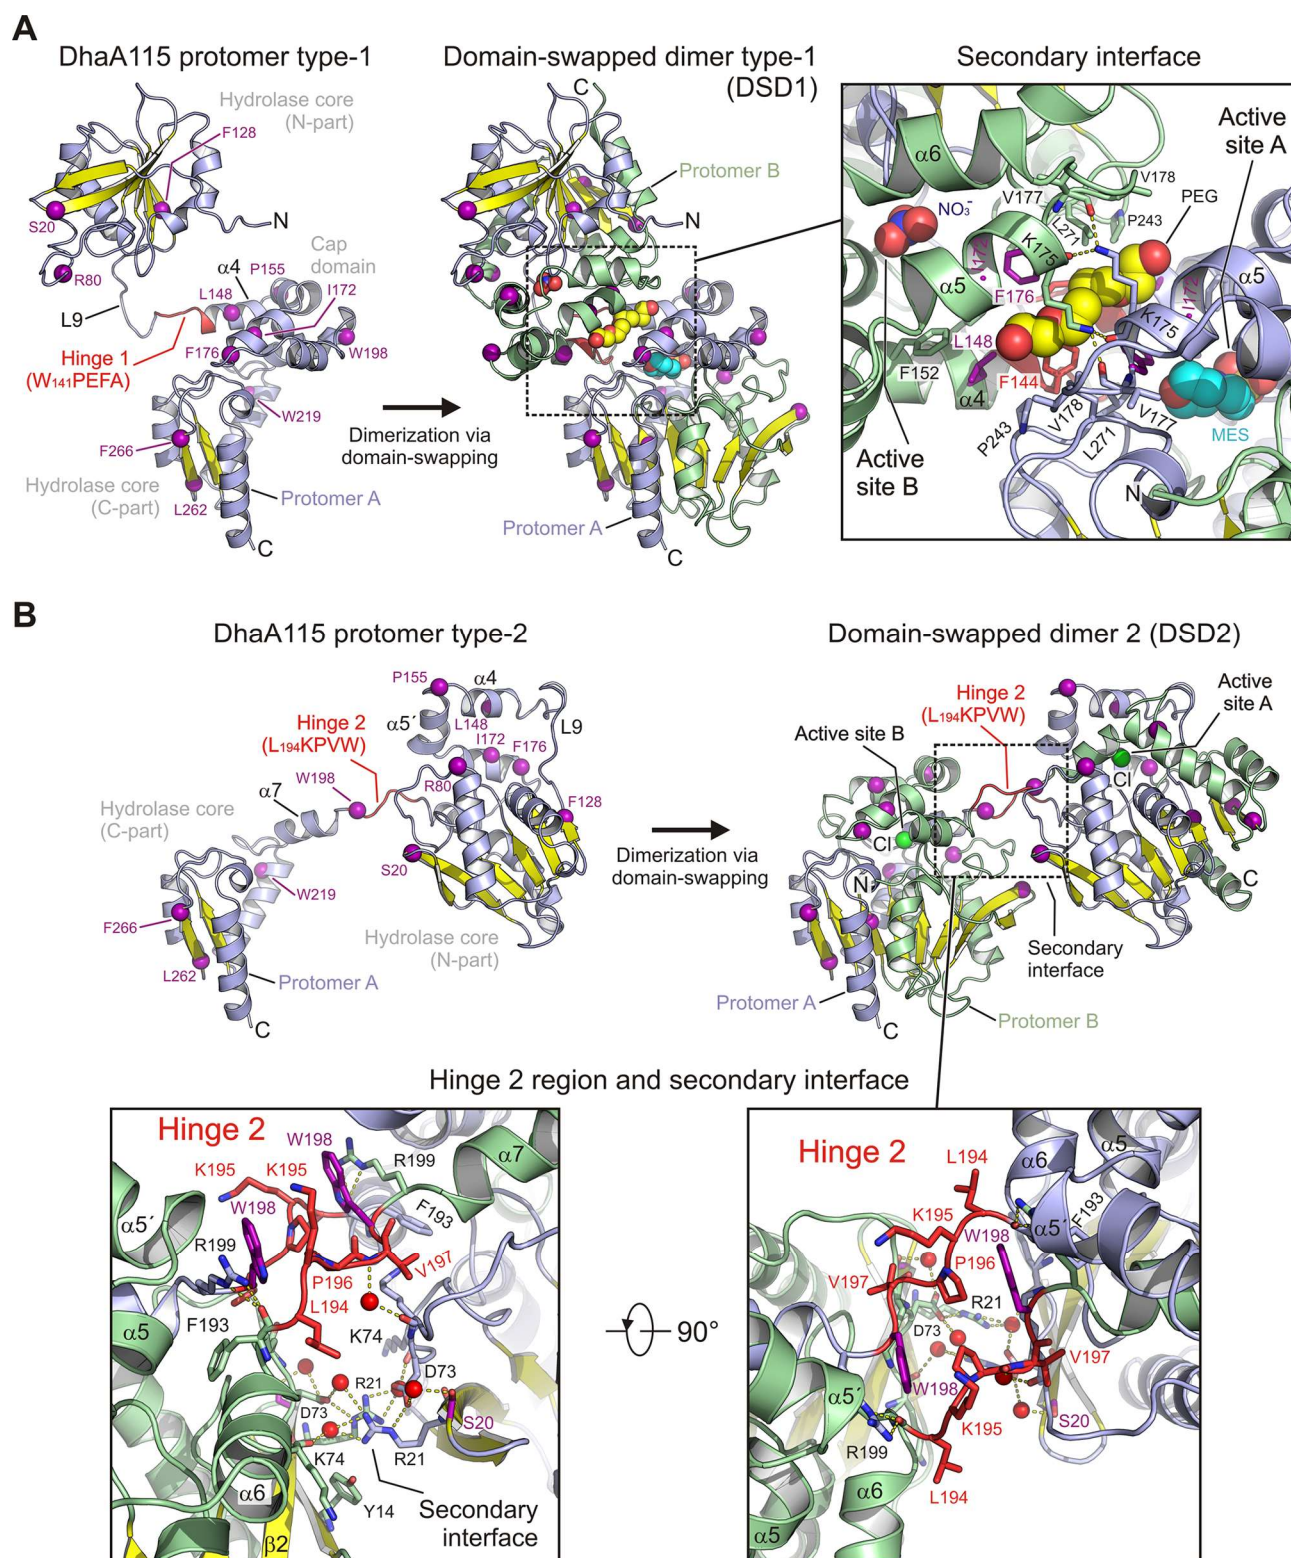 A
DhaA115 protomer type-1
Hydrolase core
(N-part)
F128
S20
N
R80
Cap
domain
α4
P155
L148
I172
L9
Hinge 1
(W₁₄₁PEFA)
F176
W198
W219
F266
Hydrolase core
(C-part)
Protomer A
L262
C
Dimerization via
domain-swapping
Domain-swapped dimer type-1
(DSD1)
C
Protomer B
N
Protomer A
C
Secondary interface
Active
site A
α6
V177
V178
PEG
NO₃⁻
P243
L271
I172
K175
α5
α5
F176
I172
K175
L148
F152
F144
α4
V178
V177
P243
L271
MES
Active
site B
N
B
DhaA115 protomer type-2
P155
α4
α5´
Hinge 2
(L₁₉₄KPVW)
L148
L9
I172
F176
W198
R80
α7
Hydrolase core
(C-part)
F128
S20
W219
F266
Hydrolase core
(N-part)
L262
Protomer A
C
Dimerization via
domain-swapping
Domain-swapped dimer 2 (DSD2)
Hinge 2
(L₁₉₄KPVW)
Active
site A
Active site B
Cl
Cl
N
C
Secondary
interface
Protomer A
Protomer B
C
Hinge 2 region and secondary interface
Hinge 2
W198
R199
α7
K195
K195
W198
F193
α5´
R199
V197
P196
L194
α5
F193
K74
D73
R21
D73
S20
K74
R21
α6
Y14
Secondary
interface
β2
Hinge 2
L194
α6
α5
K195
F193
W198
α5´
V197
P196
R21
D73
V197
W198
α5´
K195
S20
R199
L194
α6
α5
90°